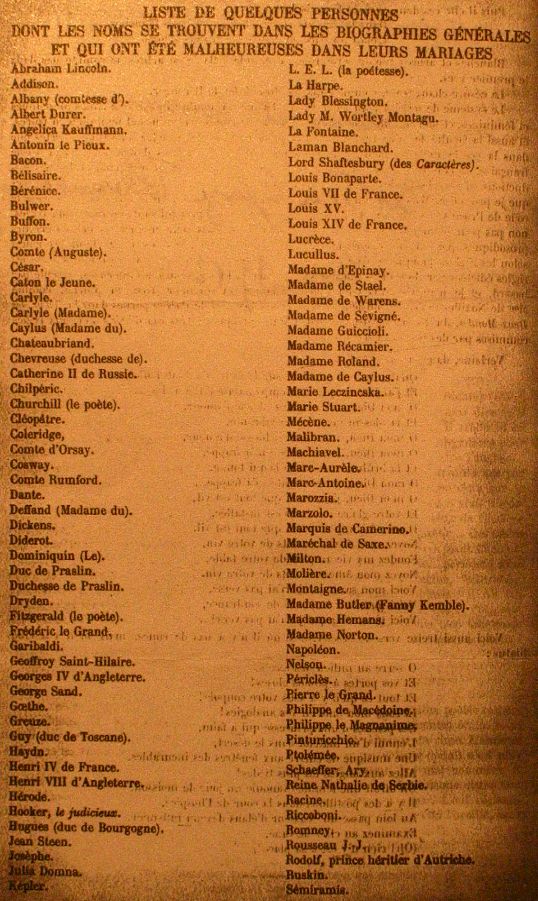 LISTE DE QUELQUES PERSONNES
DONT LES NOMS SE TROUVENT DANS LES BIOGRAPHIES GÉNÉRALES
ET QUI ONT ÉTÉ MALHEUREUSES DANS LEURS MARIAGES
Abraham Lincoln.
Addison.
Albany (comtesse d').
Albert Durer.
Angelica Kauffmann.
Antonin le Pieux.
Bacon.
Bélisaire.
Bérénice.
Bulwer.
Buffon.
Byron.
Comte (Auguste).
César.
Caton le Jeune.
Carlyle.
Carlyle (Madame).
Caylus (Madame du).
Chateaubriand.
Chevreuse (duchesse de).
Catherine II de Russie.
Chilpéric.
Churchill (le poète).
Cléopâtre.
Coleridge,
Comte d'Orsay.
Cosway.
Comte Rumford.
Dante.
Deffand (Madame du).
Dickens.
Diderot.
Dominiquin (Le).
Duc de Praslin.
Duchesse de Praslin.
Dryden.
Fitzgerald (le poète).
Frédéric le Grand.
Garibaldi.
Geoffroy Saint-Hilaire.
Georges IV d'Angleterre.
George Sand.
Gœthe.
Greuze.
Guy (duc de Toscane).
Haydn.
Henri IV de France.
Henri VIII d'Angleterre.
Hérode.
Hooker, le judicieux.
Hugues (duc de Bourgogne).
Jean Steen.
Josèphe.
Julia Domna.
Képler.
L. E. L. (la poétesse).
La Harpe.
Lady Blessington.
Lady M. Wortley Montagu.
La Fontaine.
Laman Blanchard.
Lord Shaftesbury (des Caractères).
Louis Bonaparte.
Louis VII de France.
Louis XV.
Louis XIV de France.
Lucrèce.
Lucullus.
Madame d'Epinay.
Madame de Stael.
Madame de Warens.
Madame de Sévigné.
Madame Guiccioli.
Madame Récamier.
Madame Roland.
Madame de Caylus.
Marie Leczincska.
Marie Stuart.
Mécène.
Malibran.
Machiavel.
Marc-Aurèle.
Marc-Antoine.
Marozzia.
Marzolo.
Marquis de Camerino.
Maréchal de Saxe.
Milton.
Molière.
Montaigne.
Madame Butler (Fanny Kemble).
Madame Hemans.
Madame Norton.
Napoléon.
Nelson.
Périclès.
Pierre le Grand.
Philippe de Macédoine.
Philippe le Magnanime.
Pinturicchio.
Ptolémée.
Schaeffer, Ary.
Reine Nathalie de Serbie.
Racine.
Riccoboni.
Romney.
Rousseau J.-J.
Rodolf, prince héritier d'Autriche.
Ruskin.
Sémiramis.